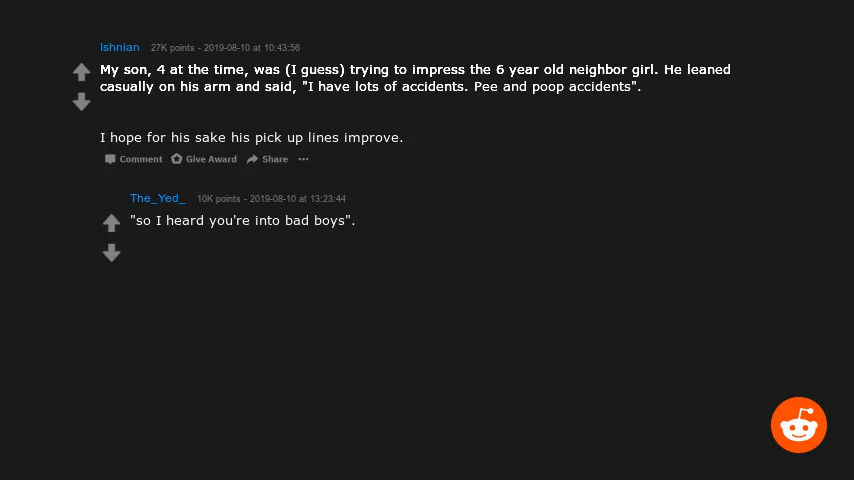 Ishnian 27K points - 2019-08-10 at 10:43:56
My son, 4 at the time, was (I guess) trying to impress the 6 year old neighbor girl. He leaned
casually on his arm and said, "I have lots of accidents. Pee and poop accidents".
I hope for his sake his pick up lines improve.
Comment Give Award Share ···
The_Yed_ 10K points - 2019-08-10 at 13:23:44
"so I heard you're into bad boys".